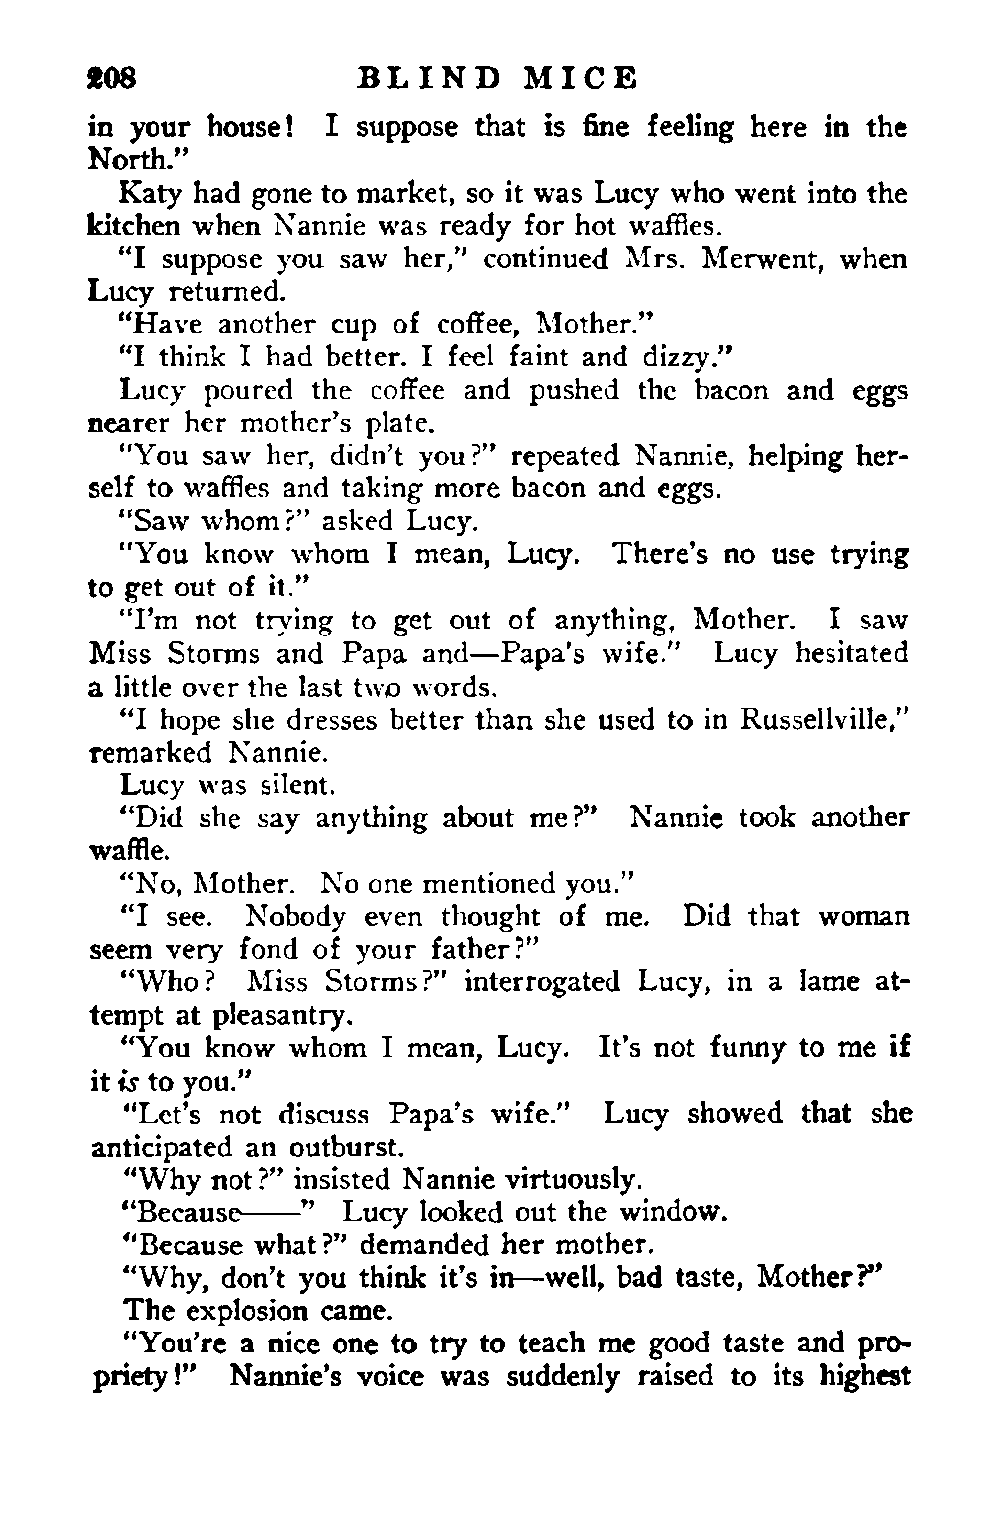 208 BLIND MICE
in your house! I suppose that is fine feeling here in the
North.”
Katy had gone to market, so it was Lucy who went into the
kitchen when Nannie was ready for hot waffles.
“I suppose you saw her,” continued Mrs. Merwent, when
Lucy returned.
“Have another cup of coffee, Mother.”
“I think I had better. I feel faint and dizzy.”
Lucy poured the coffee and pushed the bacon and eggs
nearer her mother’s plate.
“You saw her, didn’t you?” repeated Nannie, helping her-
self to waffles and taking more bacon and eggs.
“Saw whom?” asked Lucy.
“You know whom I mean, Lucy. There’s no use trying
to get out of it.”
“I’m not trying to get out of anything, Mother. I saw
Miss Storms and Papa and—Papa’s wife.” Lucy hesitated
a little over the last two words.
“I hope she dresses better than she used to in Russellville,”
remarked Nannie.
Lucy was silent.
“Did she say anything about me?” Nannie took another
waffle.
“No, Mother. No one mentioned you.”
“I see. Nobody even thought of me. Did that woman
seem very fond of your father?”
“Who? Miss Storms?” interrogated Lucy, in a lame at-
tempt at pleasantry.
“You know whom I mean, Lucy. It’s not funny to me if
it is to you.”
“Let’s not discuss Papa’s wife.” Lucy showed that she
anticipated an outburst.
“Why not?” insisted Nannie virtuously.
“Because——” Lucy looked out the window.
“Because what?” demanded her mother.
“Why, don’t you think it’s in—well, bad taste, Mother?”
The explosion came.
“You’re a nice one to try to teach me good taste and pro-
priety!” Nannie’s voice was suddenly raised to its highest